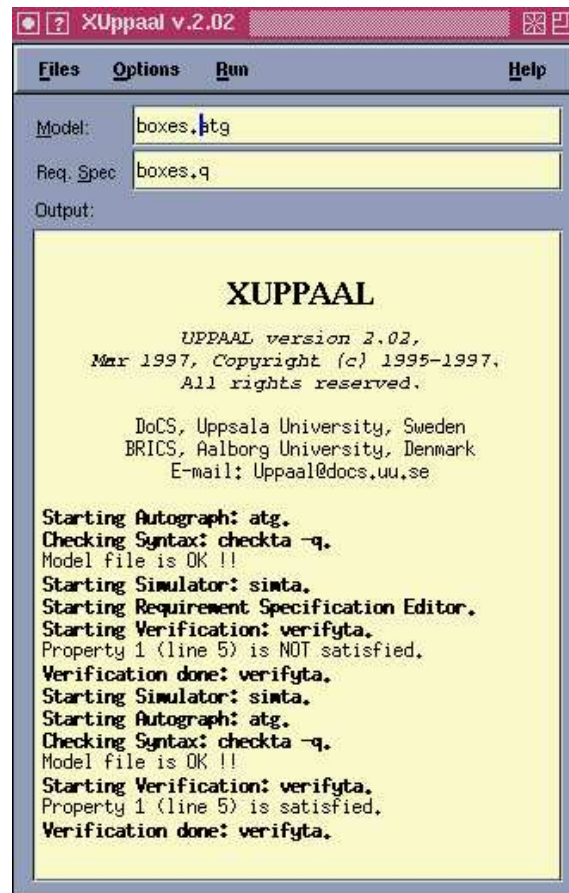 XUppaal v.2.02
Files Options Run Help
Model: boxes.atg
Req. Spec boxes.q
Output:
XUPPAAL
UPPAAL version 2.02,
Mar 1997, Copyright (c) 1995-1997.
All rights reserved.
DoCS, Uppsala University, Sweden
BRICS, Aalborg University, Denmark
E-mail: Uppaal@docs.uu.se
Starting Autograph: atg.
Checking Syntax: checkta -q.
Model file is OK !!
Starting Simulator: simta.
Starting Requirement Specification Editor.
Starting Verification: verifyta.
Property 1 (line 5) is NOT satisfied.
Verification done: verifyta.
Starting Simulator: simta.
Starting Autograph: atg.
Checking Syntax: checkta -q.
Model file is OK !!
Starting Verification: verifyta.
Property 1 (line 5) is satisfied.
Verification done: verifyta.